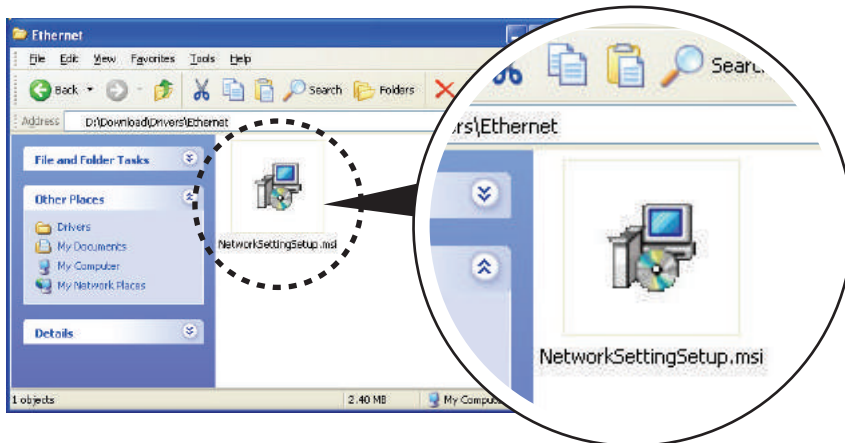 Ethernet
File Edit View Favorites Tools Help
Back Search Folders
Address D:\Download\Drivers\Ethernet
File and Folder Tasks
Other Places
Drivers
My Documents
My Computer
My Network Places
Details
NetworkSettingSetup.msi
1 objects 2.40 MB My Compute
Searc
rs\Ethernet
NetworkSettingSetup.msi